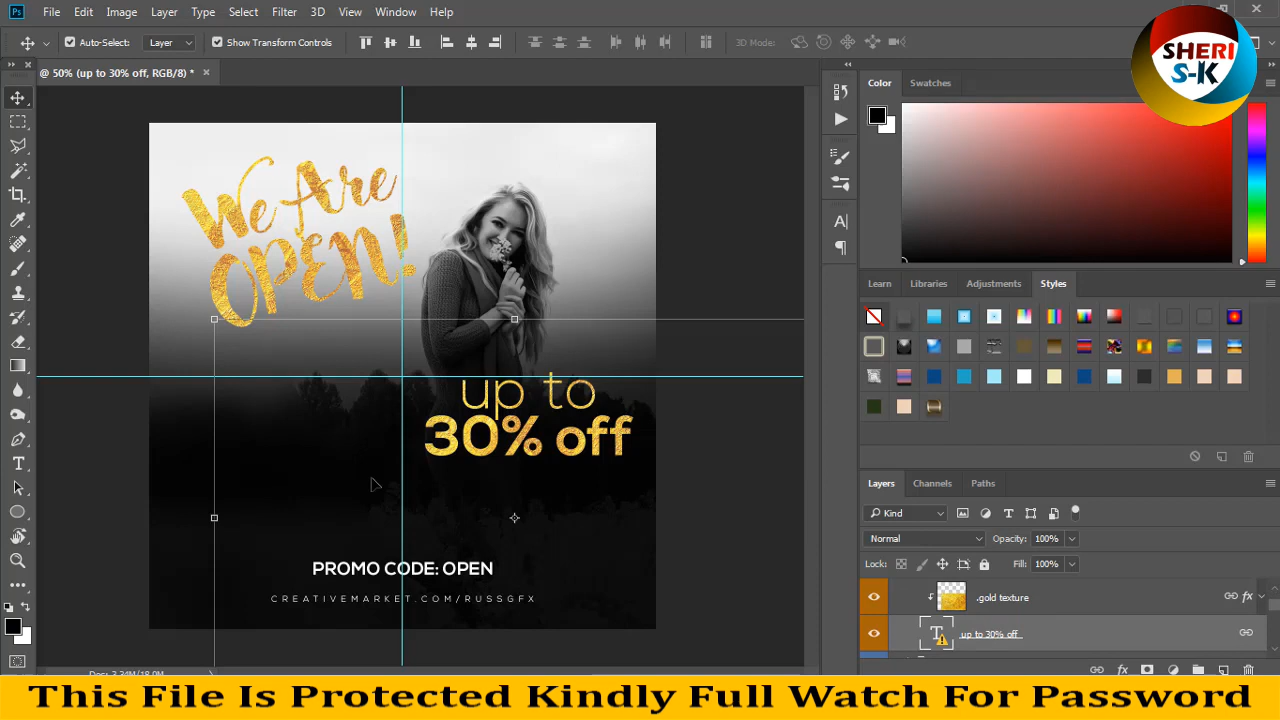 Ps File Edit Image Layer Type Select Filter 3D View Window Help
Auto-Select: Layer Show Transform Controls 3D Mode:
@ 50% (up to 30% off, RGB/8) *
SHERI
S-K
Color Swatches
We Are
OPEN!
up to
30% off
PROMO CODE: OPEN
CREATIVEMARKET.COM/RUSSGFX
Learn Libraries Adjustments Styles
Layers Channels Paths
Kind
Normal Opacity: 100%
Lock: Fill: 100%
.gold texture fx
T up to 30% off
fx
This File Is Protected Kindly Full Watch For Password